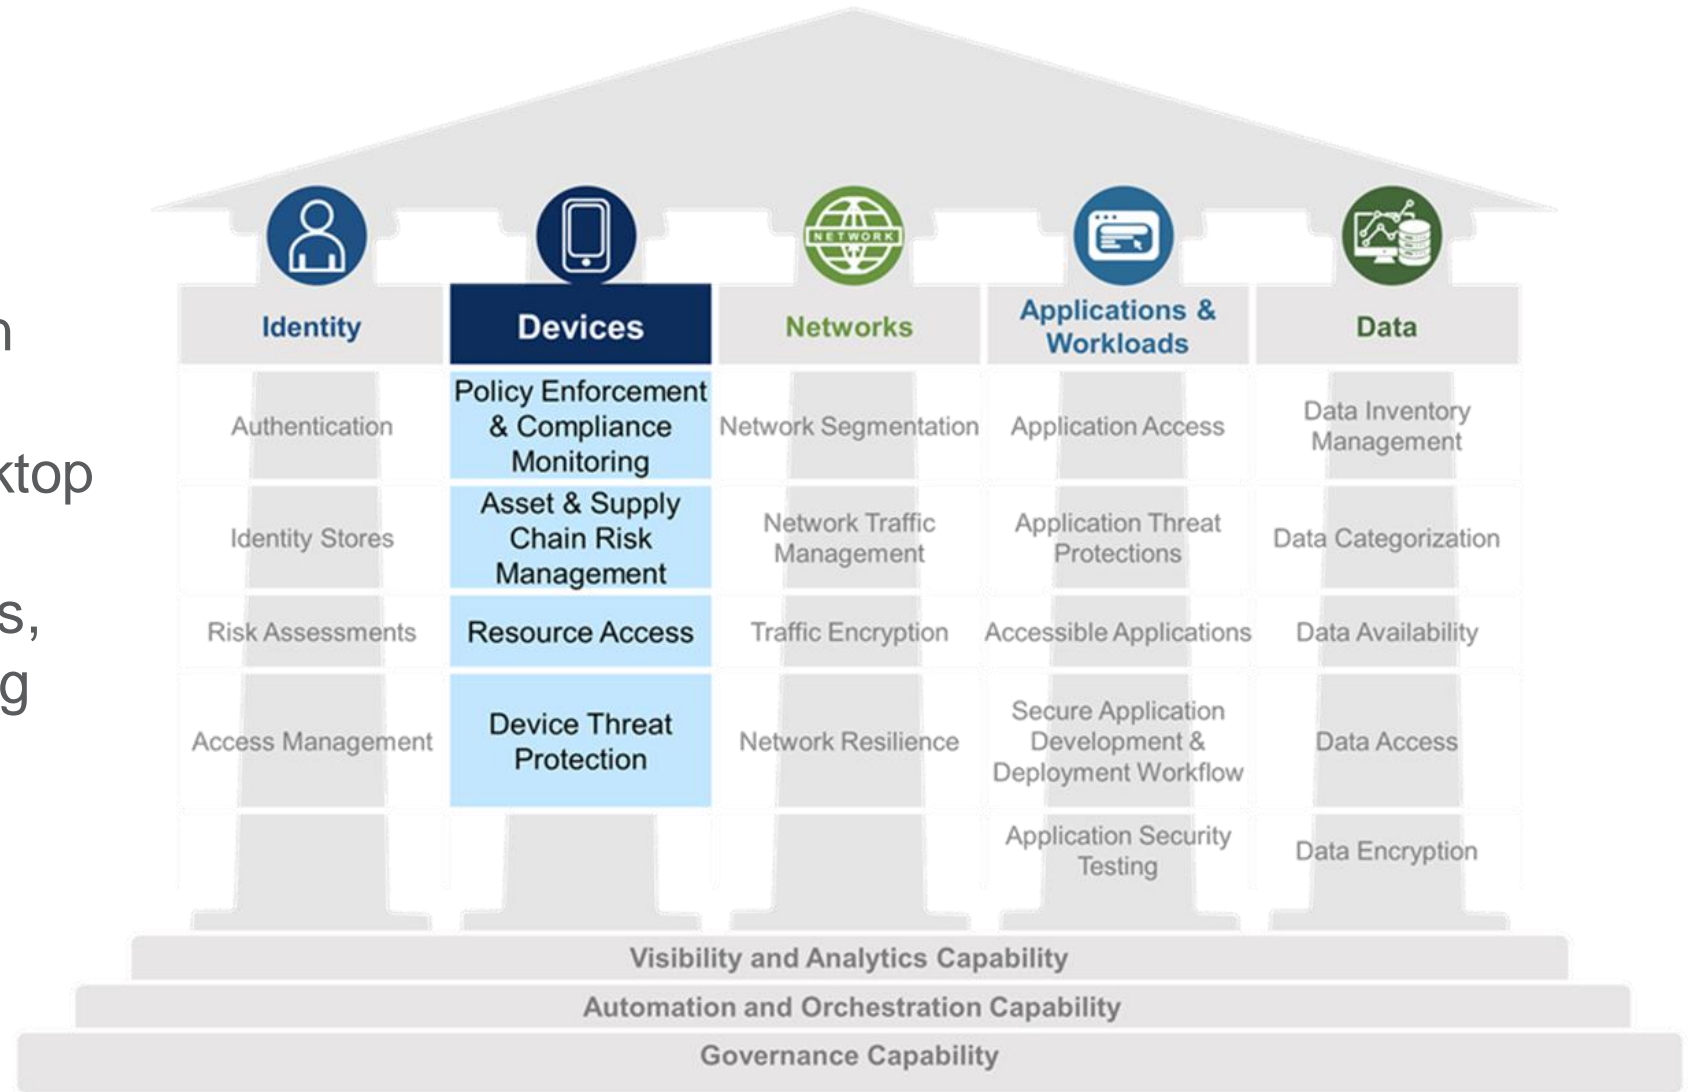 n
ktop
s,
g
NETWORK
Identity
Devices
Networks
Applications &
Workloads
Data
Authentication
Policy Enforcement
& Compliance
Monitoring
Network Segmentation
Application Access
Data Inventory
Management
Identity Stores
Asset & Supply
Chain Risk
Management
Network Traffic
Management
Application Threat
Protections
Data Categorization
Risk Assessments
Resource Access
Traffic Encryption
Accessible Applications
Data Availability
Access Management
Device Threat
Protection
Network Resilience
Secure Application
Development &
Deployment Workflow
Data Access
Application Security
Testing
Data Encryption
Visibility and Analytics Capability
Automation and Orchestration Capability
Governance Capability